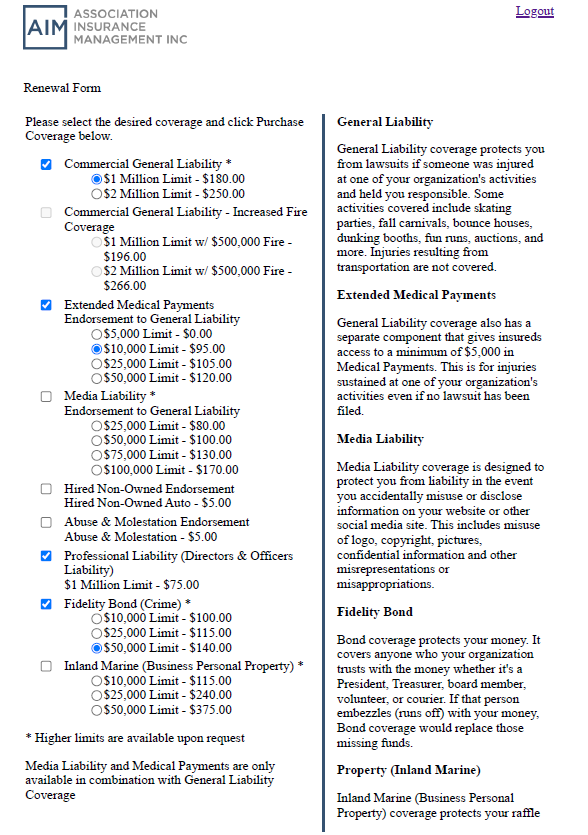 AIM
ASSOCIATION
INSURANCE
MANAGEMENT INC
Logout
Renewal Form
Please select the desired coverage and click Purchase
Coverage below.
Commercial General Liability *
$1 Million Limit - $180.00
$2 Million Limit - $250.00
Commercial General Liability - Increased Fire
Coverage
$1 Million Limit w/ $500,000 Fire -
$196.00
$2 Million Limit w/ $500,000 Fire -
$266.00
Extended Medical Payments
Endorsement to General Liability
$5,000 Limit - $0.00
$10,000 Limit - $95.00
$25,000 Limit - $105.00
$50,000 Limit - $120.00
Media Liability *
Endorsement to General Liability
$25,000 Limit - $80.00
$50,000 Limit - $100.00
$75,000 Limit - $130.00
$100,000 Limit - $170.00
Hired Non-Owned Endorsement
Hired Non-Owned Auto - $5.00
Abuse & Molestation Endorsement
Abuse & Molestation - $5.00
Professional Liability (Directors & Officers
Liability)
$1 Million Limit - $75.00
Fidelity Bond (Crime) *
$10,000 Limit - $100.00
$25,000 Limit - $115.00
$50,000 Limit - $140.00
Inland Marine (Business Personal Property) *
$10,000 Limit - $115.00
$25,000 Limit - $240.00
$50,000 Limit - $375.00
* Higher limits are available upon request
Media Liability and Medical Payments are only
available in combination with General Liability
Coverage
General Liability
General Liability coverage protects you
from lawsuits if someone was injured
at one of your organization's activities
and held you responsible. Some
activities covered include skating
parties, fall carnivals, bounce houses,
dunking booths, fun runs, auctions, and
more. Injuries resulting from
transportation are not covered.
Extended Medical Payments
General Liability coverage also has a
separate component that gives insureds
access to a minimum of $5,000 in
Medical Payments. This is for injuries
sustained at one of your organization's
activities even if no lawsuit has been
filed.
Media Liability
Media Liability coverage is designed to
protect you from liability in the event
you accidentally misuse or disclose
information on your website or other
social media site. This includes misuse
of logo, copyright, pictures,
confidential information and other
misrepresentations or
misappropriations.
Fidelity Bond
Bond coverage protects your money. It
covers anyone who your organization
trusts with the money whether it's a
President, Treasurer, board member,
volunteer, or courier. If that person
embezzles (runs off) with your money,
Bond coverage would replace those
missing funds.
Property (Inland Marine)
Inland Marine (Business Personal
Property) coverage protects your raffle